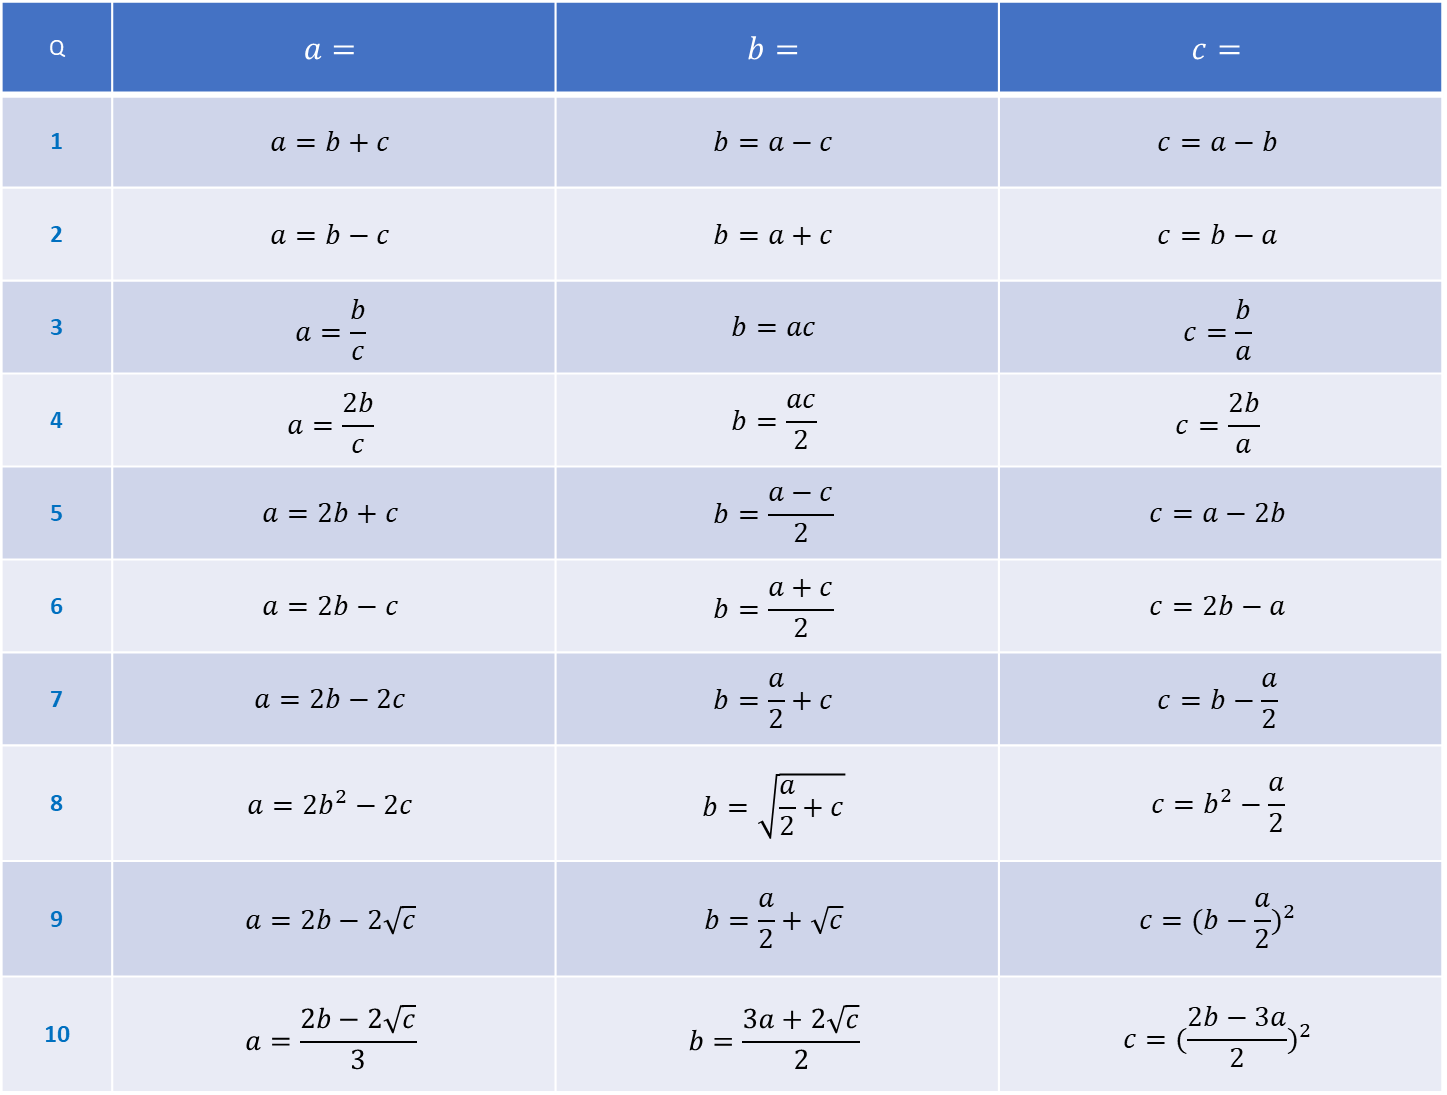 Q a = b = c =
1 a = b + c b = a − c c = a − b
2 a = b − c b = a + c c = b − a
3 a = b/c b = ac c = b/a
4 a = 2b/c b = ac/2 c = 2b/a
5 a = 2b + c b = (a − c)/2 c = a − 2b
6 a = 2b − c b = (a + c)/2 c = 2b − a
7 a = 2b − 2c b = a/2 + c c = b − a/2
8 a = 2b² − 2c b = √(a/2 + c) c = b² − a/2
9 a = 2b − 2√c b = a/2 + √c c = (b − a/2)²
10 a = (2b − 2√c)/3 b = (3a + 2√c)/2 c = ((2b − 3a)/2)²